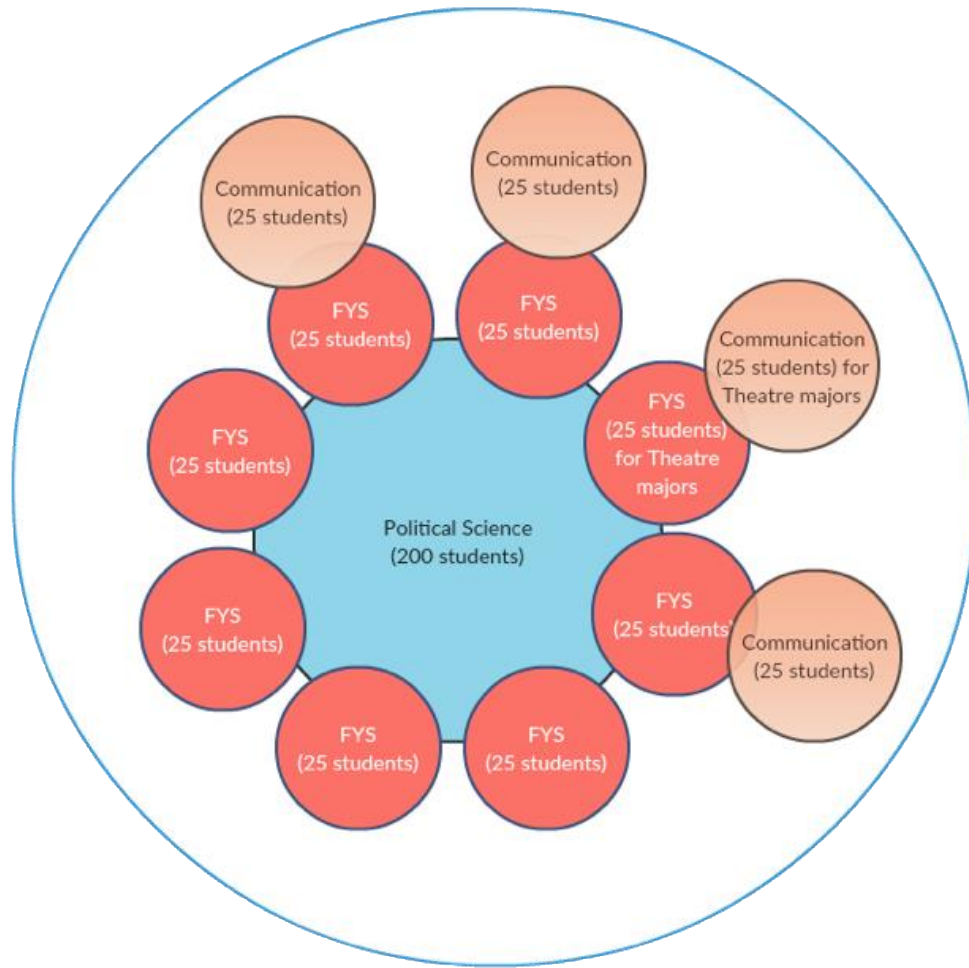 Communication
(25 students)
Communication
(25 students)
FYS
(25 students)
FYS
(25 students)
Communication
(25 students) for
Theatre majors
FYS
(25 students)
for Theatre
majors
FYS
(25 students)
Political Science
(200 students)
FYS
(25 students)
FYS
(25 students)
Communication
(25 students)
FYS
(25 students)
FYS
(25 students)